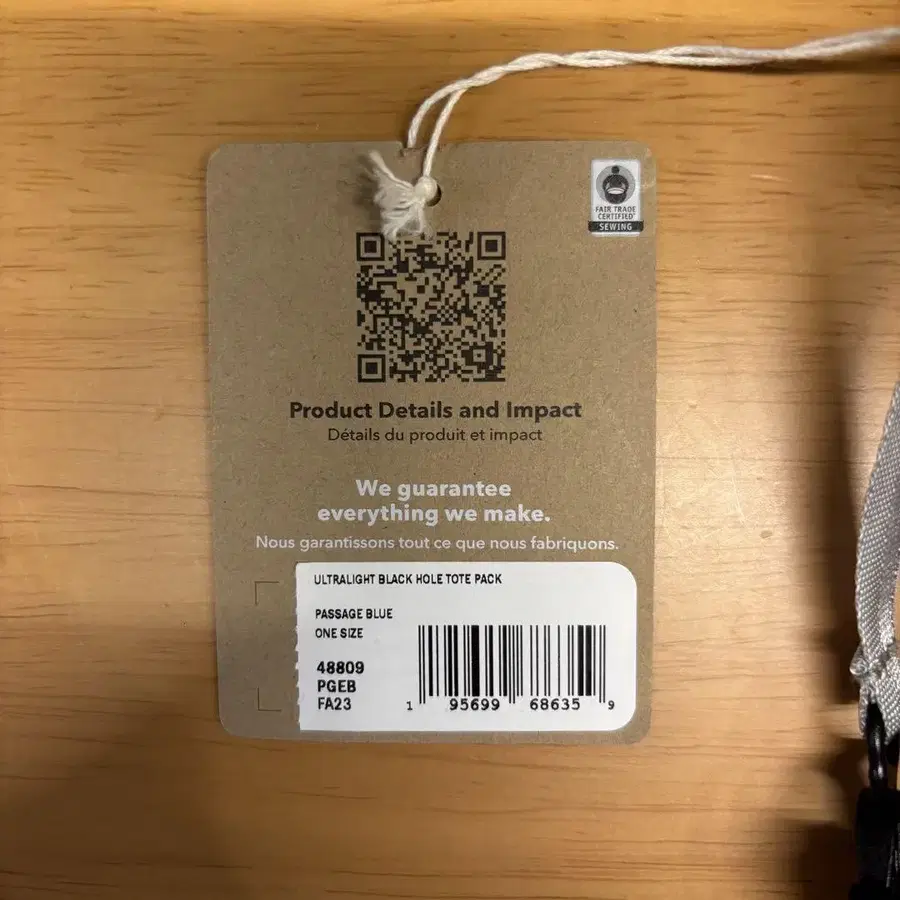 FAIR TRADE
CERTIFIED
SEWING
Product Details and Impact
Détails du produit et impact
We guarantee
everything we make.
Nous garantissons tout ce que nous fabriquons.
ULTRALIGHT BLACK HOLE TOTE PACK
PASSAGE BLUE
ONE SIZE
48809
PGEB
FA23
1 95699 68635 9